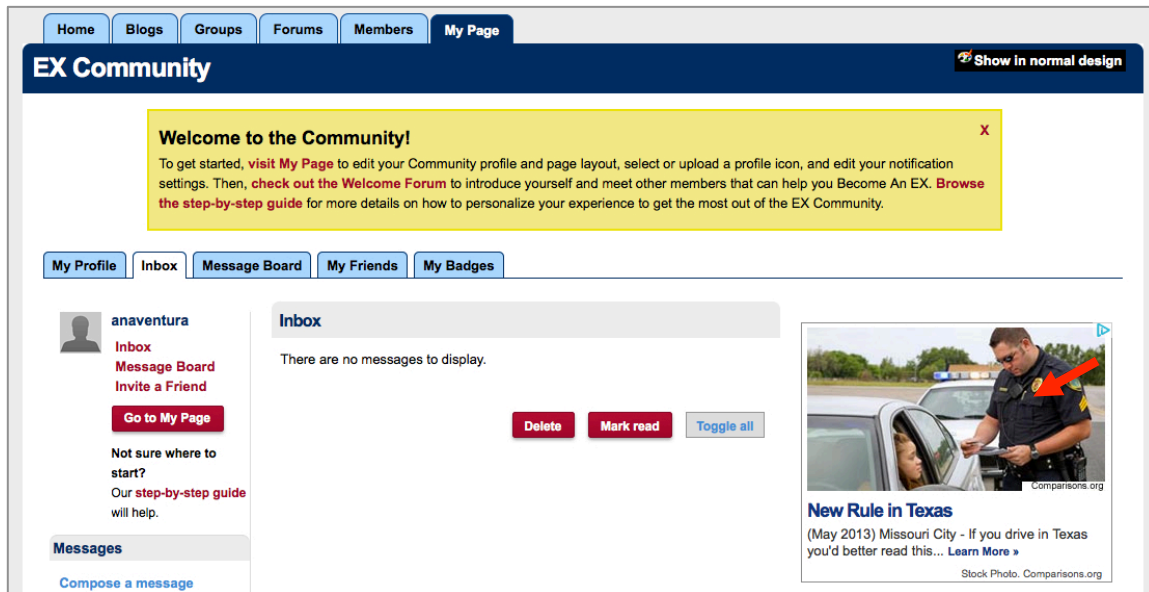 Home Blogs Groups Forums Members My Page
EX Community
Show in normal design
Welcome to the Community!
X
To get started, visit My Page to edit your Community profile and page layout, select or upload a profile icon, and edit your notification
settings. Then, check out the Welcome Forum to introduce yourself and meet other members that can help you Become An EX. Browse
the step-by-step guide for more details on how to personalize your experience to get the most out of the EX Community.
My Profile Inbox Message Board My Friends My Badges
anaventura
Inbox
Message Board
Invite a Friend
Go to My Page
Not sure where to
start?
Our step-by-step guide
will help.
Messages
Compose a message
Inbox
There are no messages to display.
Delete Mark read Toggle all
Comparisons.org
New Rule in Texas
(May 2013) Missouri City - If you drive in Texas
you'd better read this... Learn More »
Stock Photo. Comparisons.org